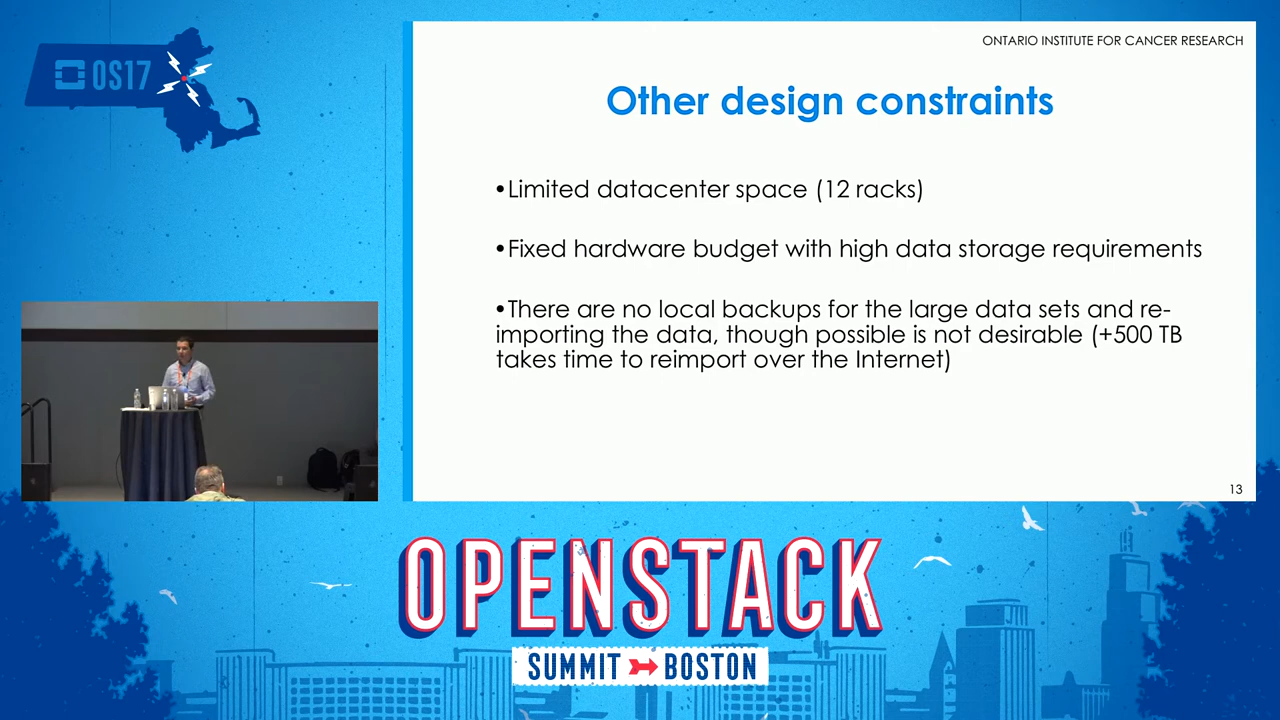 OS17
ONTARIO INSTITUTE FOR CANCER RESEARCH
Other design constraints
•Limited datacenter space (12 racks)
•Fixed hardware budget with high data storage requirements
•There are no local backups for the large data sets and re-
importing the data, though possible is not desirable (+500 TB
takes time to reimport over the Internet)
13
OPENSTACK
SUMMIT BOSTON